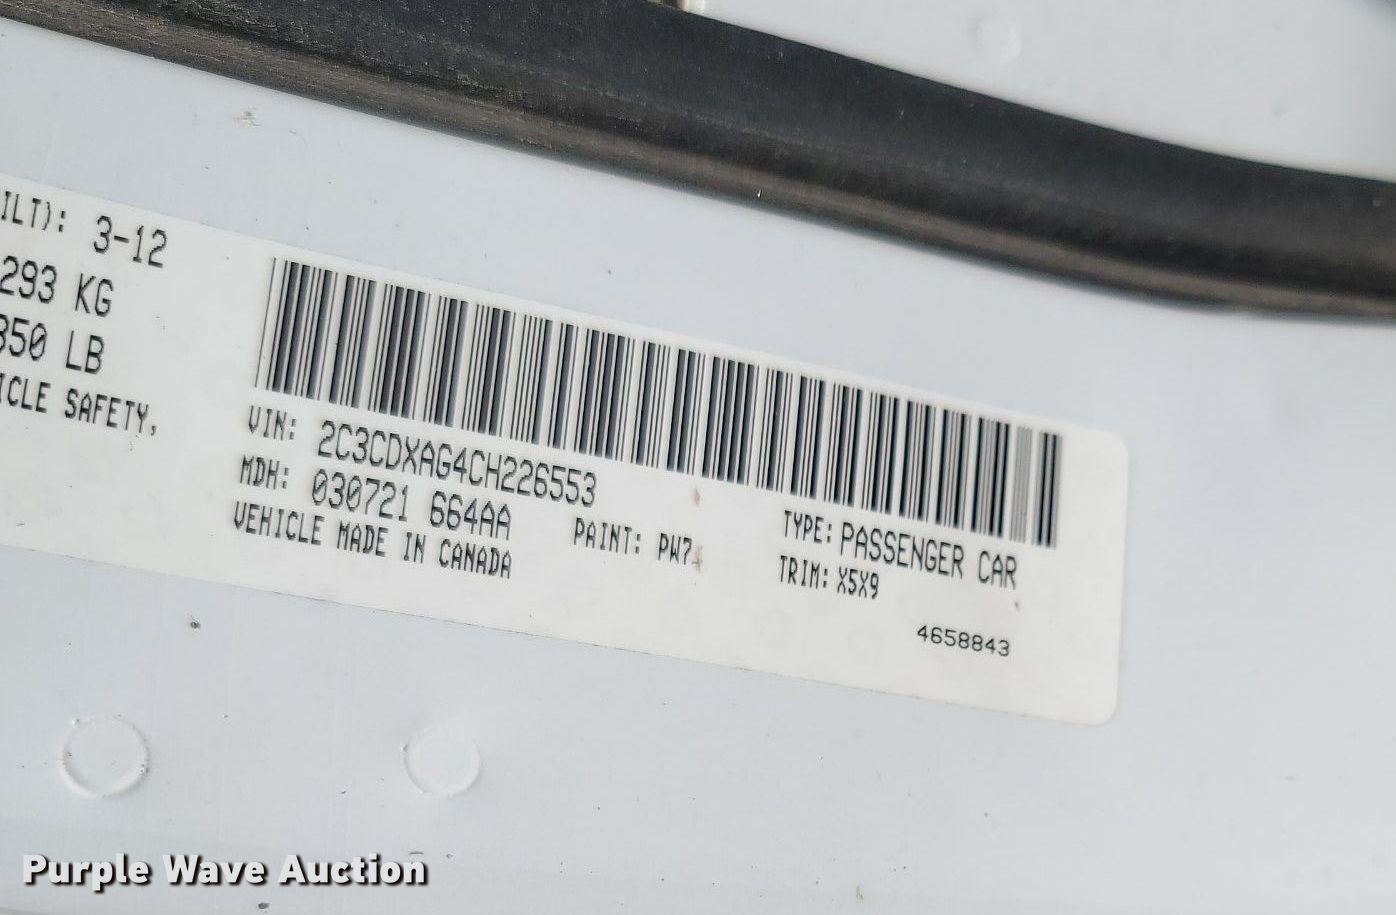 ILT): 3-12
293 KG
350 LB
ICLE SAFETY,
VIN: 2C3CDXAG4CH226553
MDH: 030721 664AA
VEHICLE MADE IN CANADA
PAINT: PW7
TYPE: PASSENGER CAR
TRIM: X5X9
4658843
Purple Wave Auction